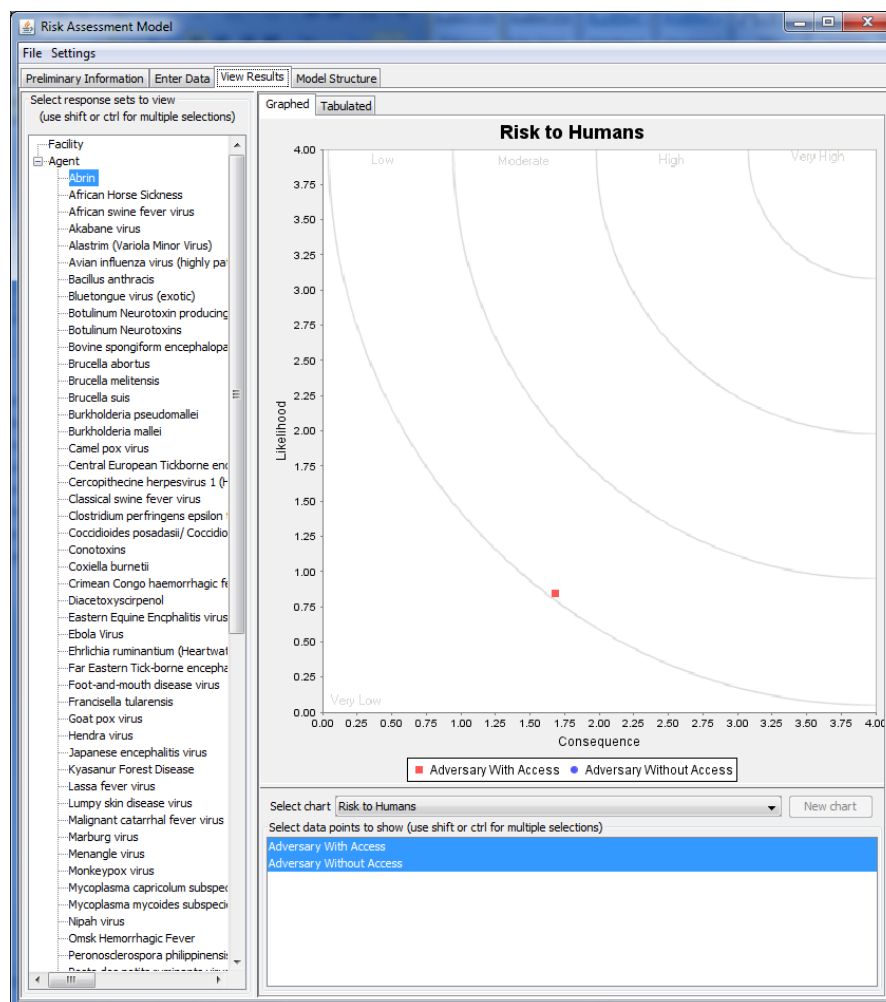 Risk Assessment Model
File Settings
Preliminary Information Enter Data View Results Model Structure
Select response sets to view
(use shift or ctrl for multiple selections)
Facility
Agent
Abrin
African Horse Sickness
African swine fever virus
Akabane virus
Alastrim (Variola Minor Virus)
Avian influenza virus (highly pa
Bacillus anthracis
Bluetongue virus (exotic)
Botulinum Neurotoxin producing
Botulinum Neurotoxins
Bovine spongiform encephalopa
Brucella abortus
Brucella melitensis
Brucella suis
Burkholderia pseudomallei
Burkholderia mallei
Camel pox virus
Central European Tickborne enc
Cercopithecine herpesvirus 1 (H
Classical swine fever virus
Clostridium perfringens epsilon
Coccidioides posadasii/ Coccidio
Conotoxins
Coxiella burnetii
Crimean Congo haemorrhagic fe
Diacetoxyscirpenol
Eastern Equine Encphalitis virus
Ebola Virus
Ehrlichia ruminantium (Heartwat
Far Eastern Tick-borne encepha
Foot-and-mouth disease virus
Francisella tularensis
Goat pox virus
Hendra virus
Japanese encephalitis virus
Kyasanur Forest Disease
Lassa fever virus
Lumpy skin disease virus
Malignant catarrhal fever virus
Marburg virus
Menangle virus
Monkeypox virus
Mycoplasma capricolum subspec
Mycoplasma mycoides subspecie
Nipah virus
Omsk Hemorrhagic Fever
Peronosclerospora philippinensis
Graphed Tabulated
Risk to Humans
Low Moderate High Very High
4.00
3.75
3.50
3.25
3.00
2.75
2.50
2.25
2.00
1.75
1.50
1.25
1.00
0.75
0.50
0.25
0.00
Likelihood
Very Low
0.00 0.25 0.50 0.75 1.00 1.25 1.50 1.75 2.00 2.25 2.50 2.75 3.00 3.25 3.50 3.75 4.00
Consequence
Adversary With Access Adversary Without Access
Select chart Risk to Humans New chart
Select data points to show (use shift or ctrl for multiple selections)
Adversary With Access
Adversary Without Access